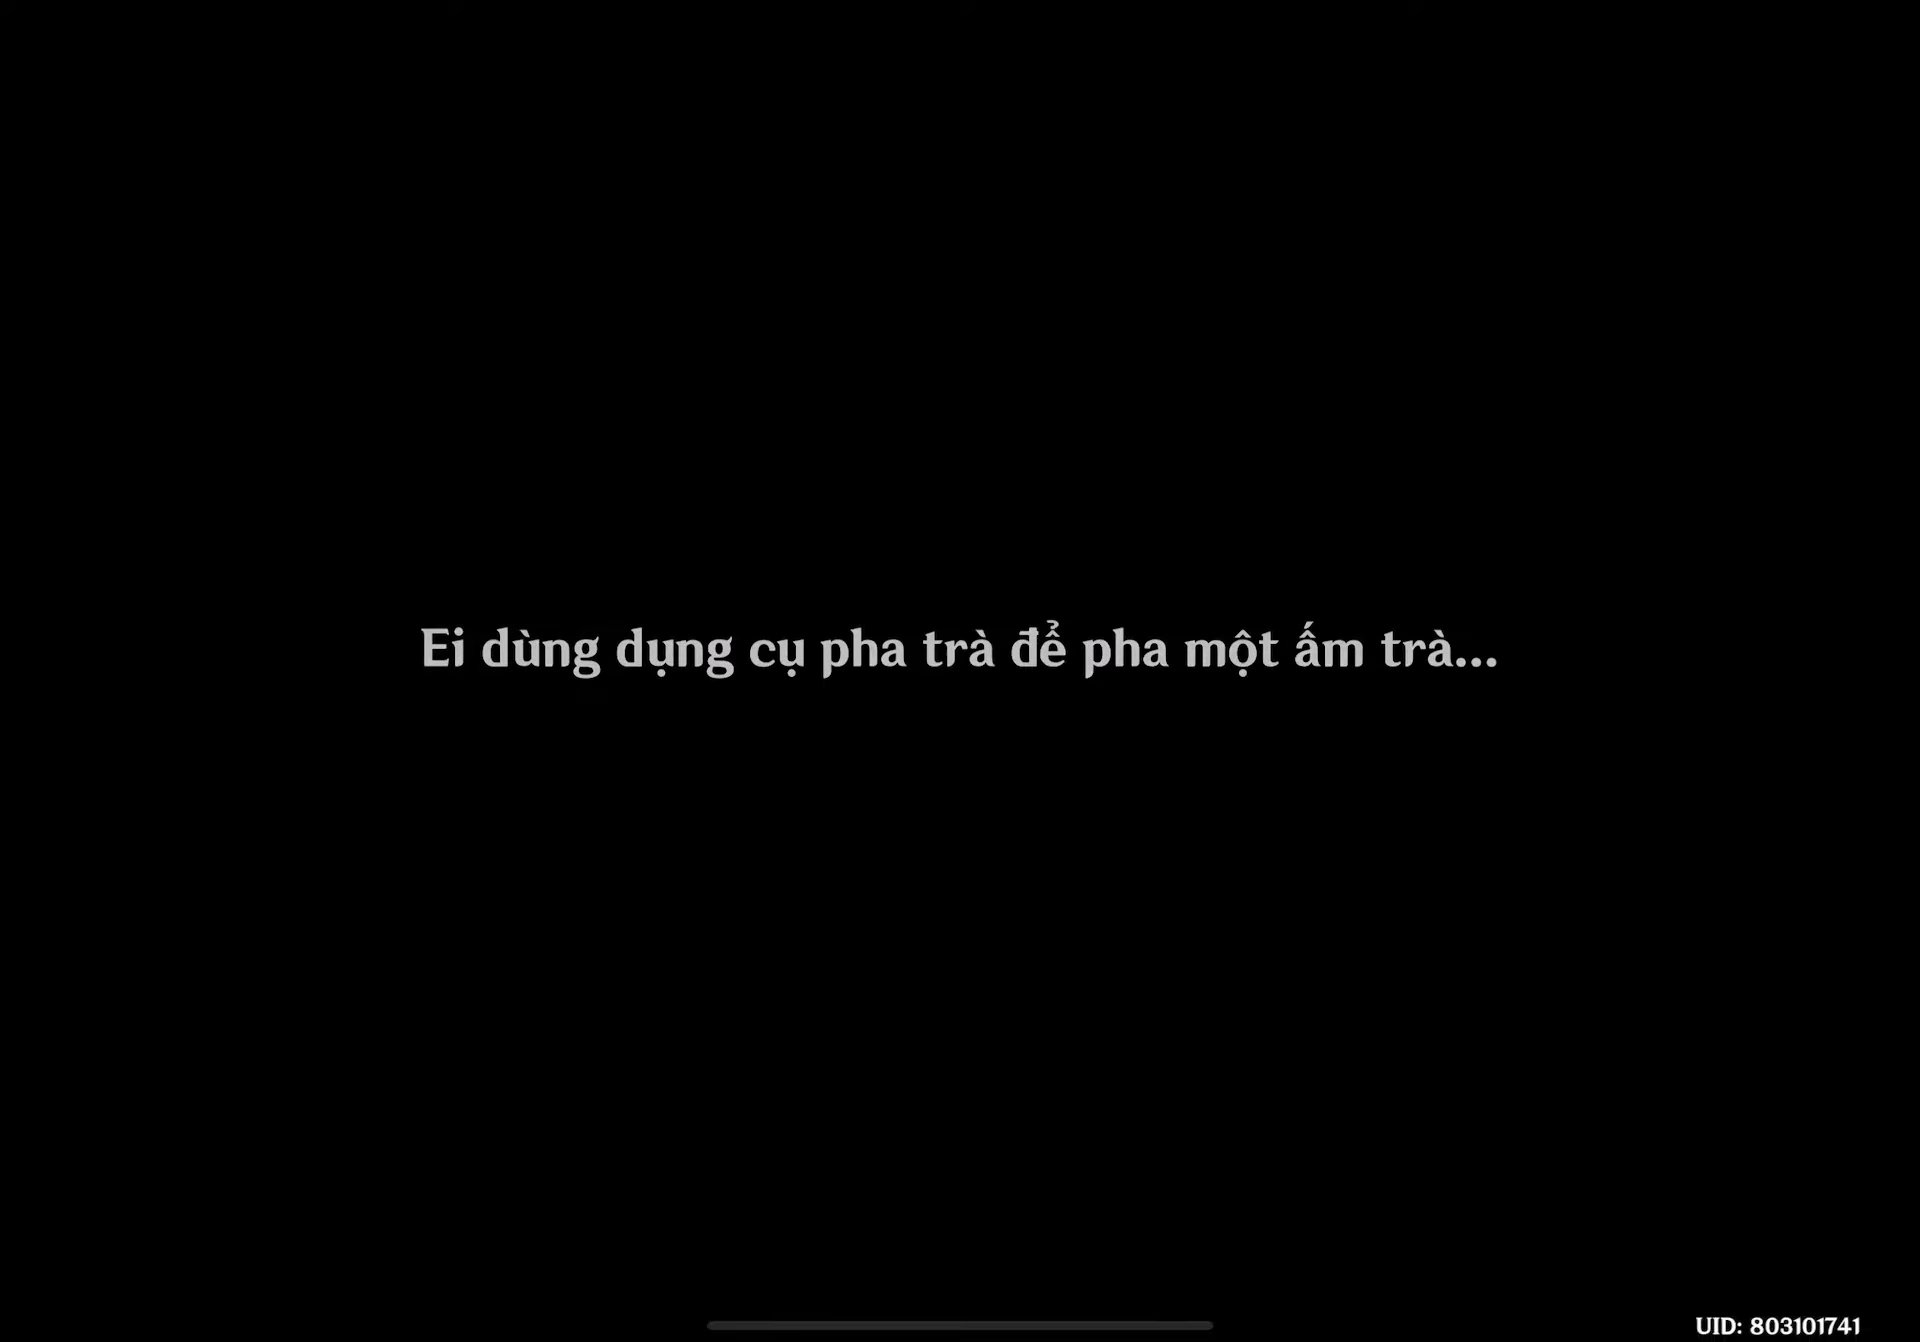 Ei dùng dụng cụ pha trà để pha một ấm trà...
UID: 803101741